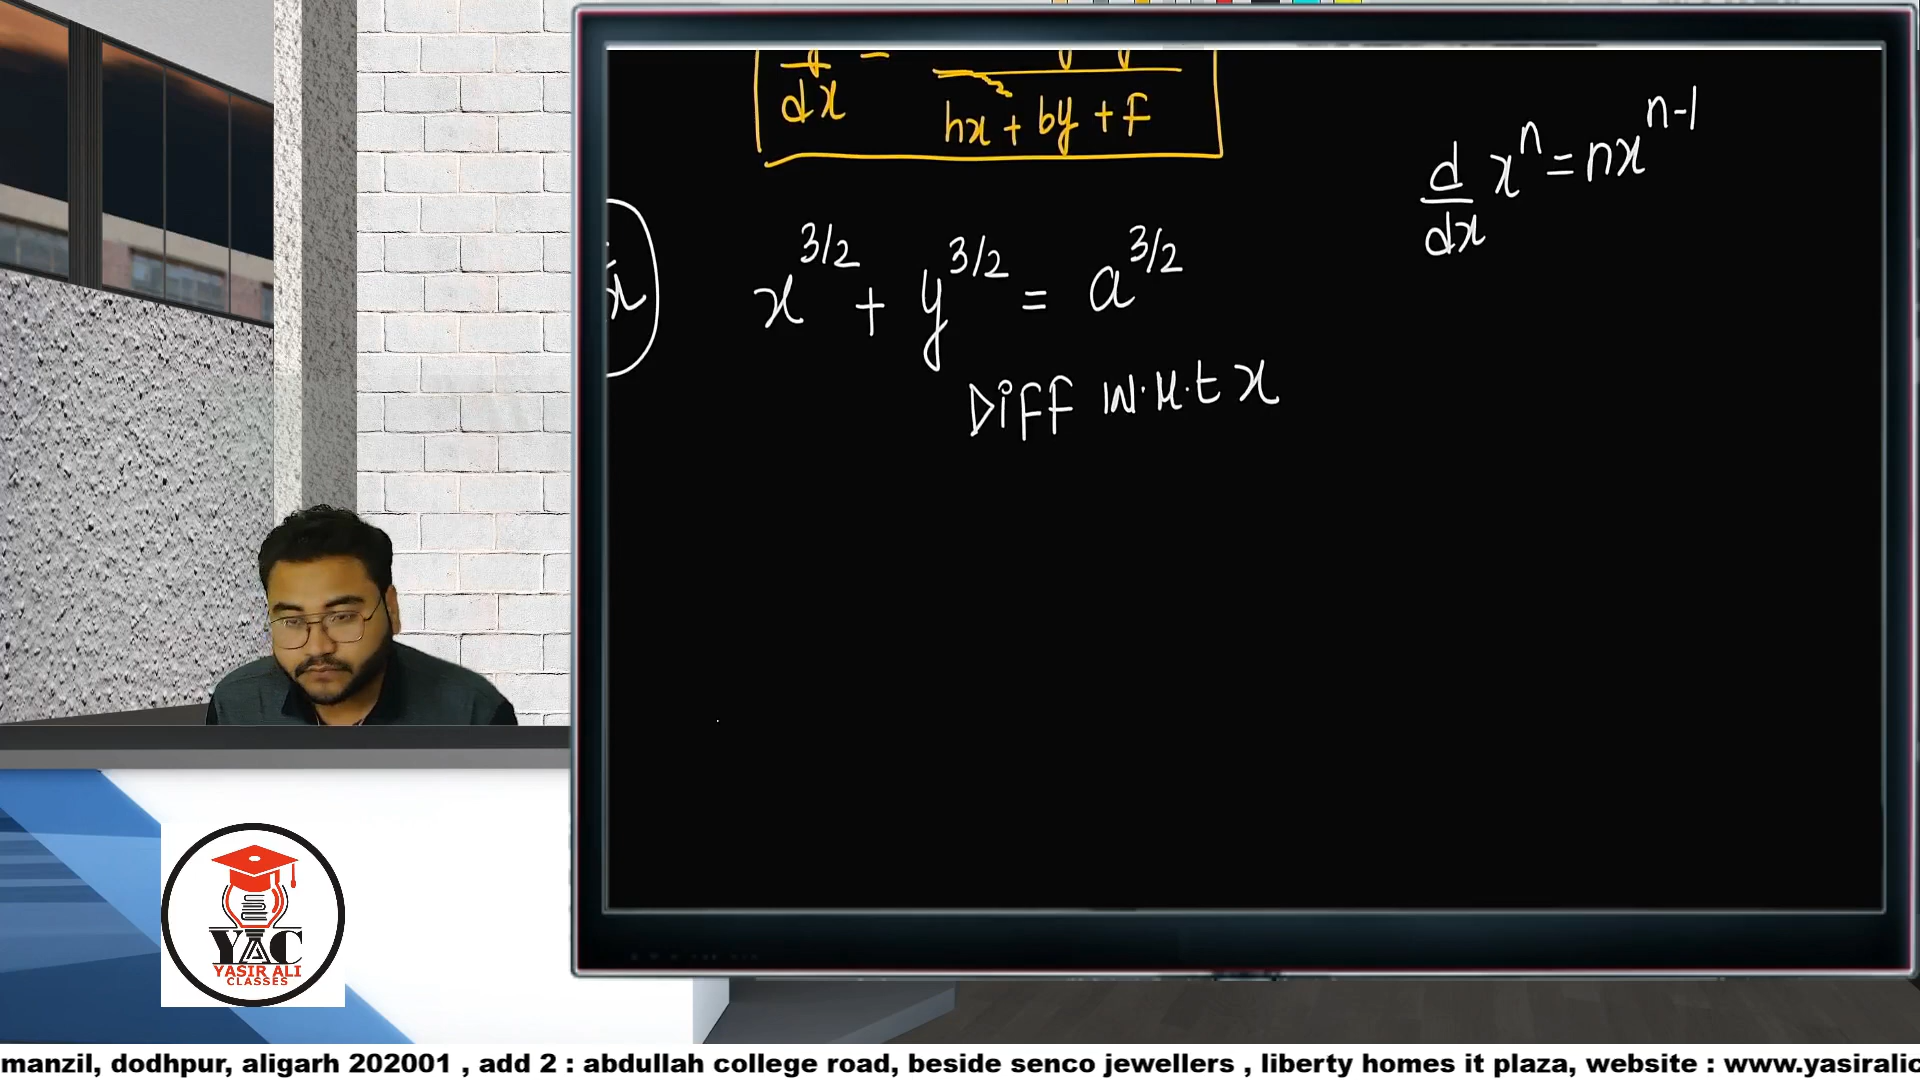 dx
hx + by + f
d/dx x^n = nx^{n-1}
x^{3/2} + y^{3/2} = a^{3/2}
Diff w.r.t x
YAC
YASIR ALI
CLASSES
manzil, dodhpur, aligarh 202001 , add 2 : abdullah college road, beside senco jewellers , liberty homes it plaza, website : www.yasiralic